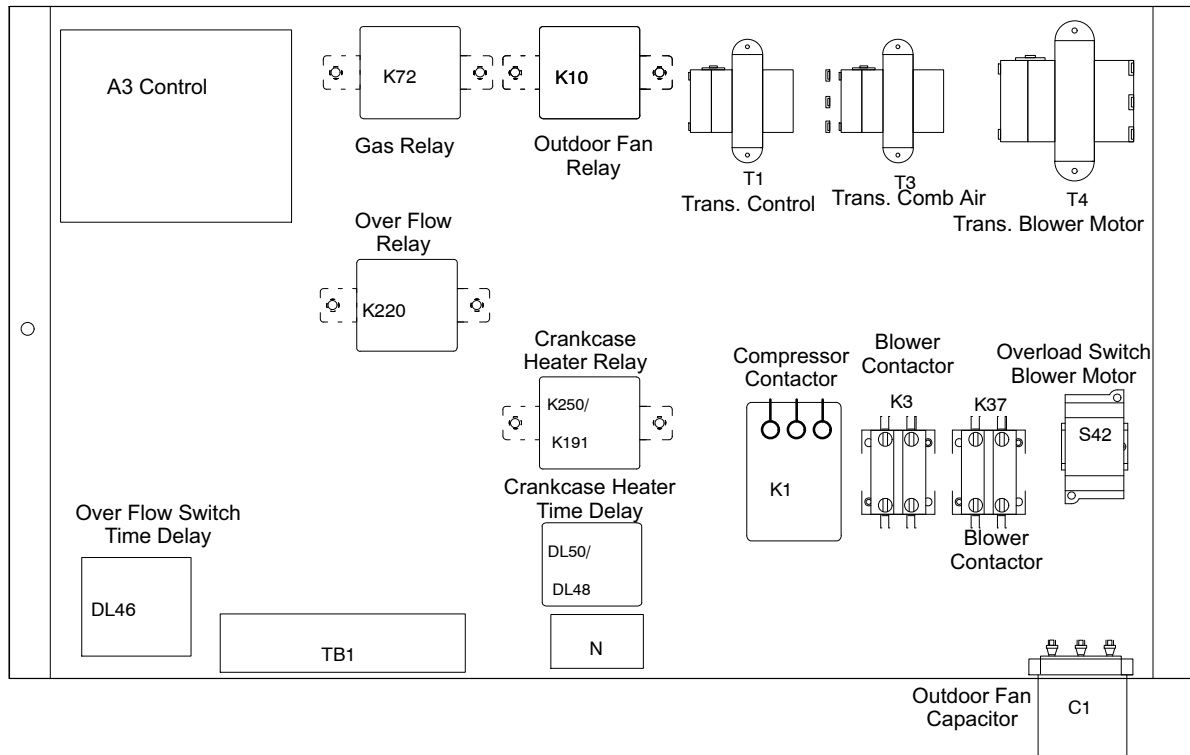 A3 Control
K72
Gas Relay
K10
Outdoor Fan
Relay
T1
Trans. Control
T3
Trans. Comb Air
T4
Trans. Blower Motor
Over Flow
Relay
K220
Crankcase
Heater Relay
K250/
K191
Compressor
Contactor
K1
Blower
Contactor
K3
K37
Blower
Contactor
Overload Switch
Blower Motor
S42
Crankcase Heater
Time Delay
DL50/
DL48
Over Flow Switch
Time Delay
DL46
TB1
N
Outdoor Fan
Capacitor
C1